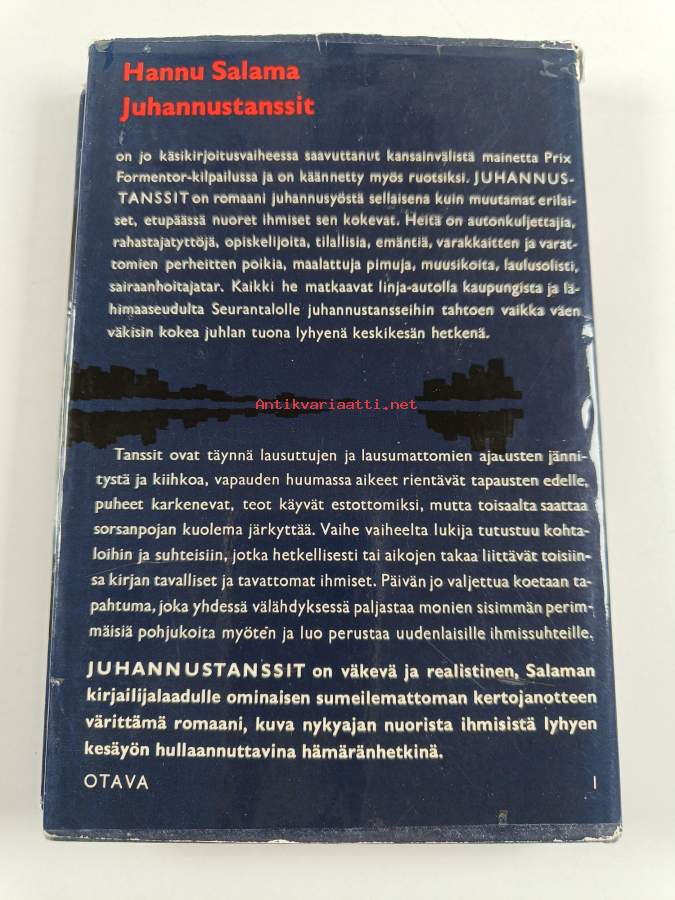 Hannu Salama
Juhannustanssit
on jo käsikirjoitusvaiheessa saavuttanut kansainvälistä mainetta Prix
Formentor-kilpailussa ja on käännetty myös ruotsiksi. JUHANNUS-
TANSSIT on romaani juhannusyöstä sellaisena kuin muutamat erilai-
set, etupäässä nuoret ihmiset sen kokevat. Heitä on autonkuljettajia,
rahastajatyttöjä, opiskelijoita, tilallisia, emäntiä, varakkaitten ja varat-
tomien perheitten poikia, maalattuja pimuja, muusikoita, laulusolisti,
sairaanhoitajatar. Kaikki he matkaavat linja-autolla kaupungista ja lä-
himaaseudulta Seurantalolle juhannustansseihin tahtoen vaikka väen
väkisin kokea juhlan tuona lyhyenä keskikesän hetkenä.
Antikvariaatti.net
Tanssit ovat täynnä lausuttujen ja lausumattomien ajatusten jänni-
tystä ja kiihkoa, vapauden huumassa aikeet rientävät tapausten edelle,
puheet karkenevat, teot käyvät estottomiksi, mutta toisaalta saattaa
sorsanpojan kuolema järkyttää. Vaihe vaiheelta lukija tutustuu kohta-
loihin ja suhteisiin, jotka hetkellisesti tai aikojen takaa liittävät toisiin-
sa kirjan tavalliset ja tavattomat ihmiset. Päivän jo valjettua koetaan ta-
pahtuma, joka yhdessä välähdyksessä paljastaa monien sisimmän perim-
mäisiä pohjukoita myöten ja luo perustaa uudenlaisille ihmissuhteille.
JUHANNUSTANSSIT on väkevä ja realistinen, Salaman
kirjailijalaadulle ominaisen sumeilemattoman kertojanotteen
värittämä romaani, kuva nykyajan nuorista ihmisistä lyhyen
kesäyön hullaannuttavina hämäränhetkinä.
OTAVA I